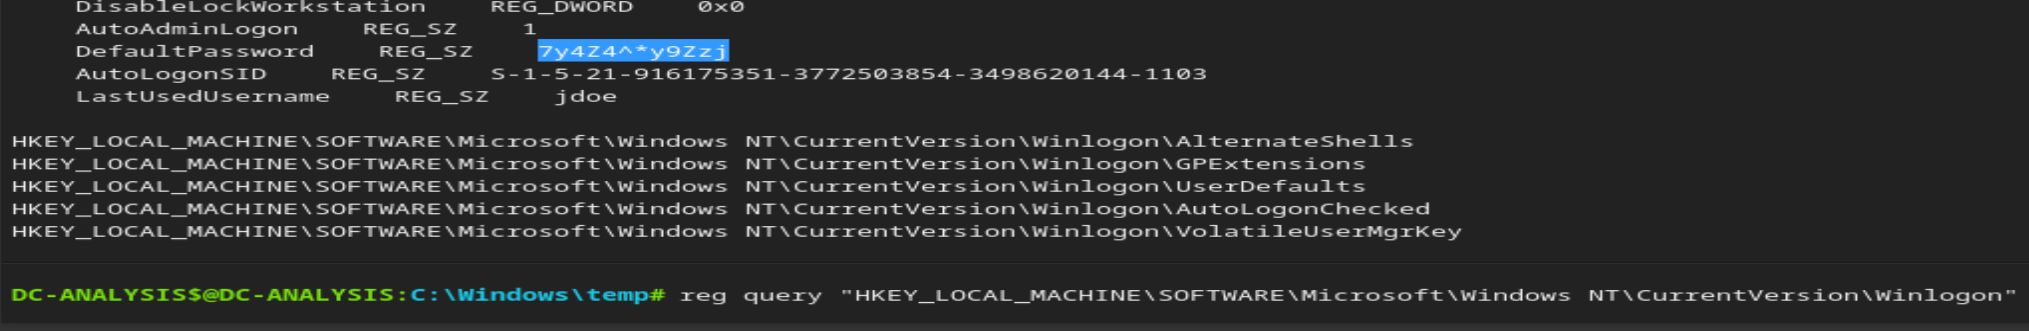 DisableLockWorkstation    REG_DWORD    0x0
AutoAdminLogon    REG_SZ    1
DefaultPassword    REG_SZ    7y4Z4^*y9Zzj
AutoLogonSID    REG_SZ    S-1-5-21-916175351-3772503854-3498620144-1103
LastUsedUsername    REG_SZ    jdoe
HKEY_LOCAL_MACHINE\SOFTWARE\Microsoft\Windows NT\CurrentVersion\Winlogon\AlternateShells
HKEY_LOCAL_MACHINE\SOFTWARE\Microsoft\Windows NT\CurrentVersion\Winlogon\GPExtensions
HKEY_LOCAL_MACHINE\SOFTWARE\Microsoft\Windows NT\CurrentVersion\Winlogon\UserDefaults
HKEY_LOCAL_MACHINE\SOFTWARE\Microsoft\Windows NT\CurrentVersion\Winlogon\AutoLogonChecked
HKEY_LOCAL_MACHINE\SOFTWARE\Microsoft\Windows NT\CurrentVersion\Winlogon\VolatileUserMgrKey
DC-ANALYSIS$@DC-ANALYSIS:C:\Windows\temp# reg query "HKEY_LOCAL_MACHINE\SOFTWARE\Microsoft\Windows NT\CurrentVersion\Winlogon"